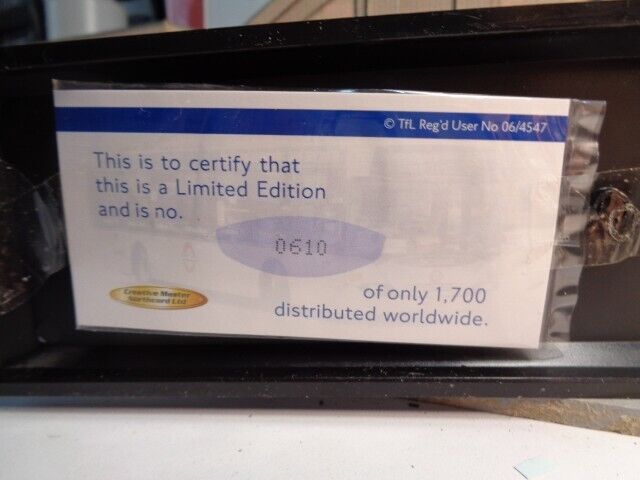 © TfL Reg'd User No 06/4547
This is to certify that
this is a Limited Edition
and is no.
0610
Creative Master
Northcord Ltd
of only 1,700
distributed worldwide.